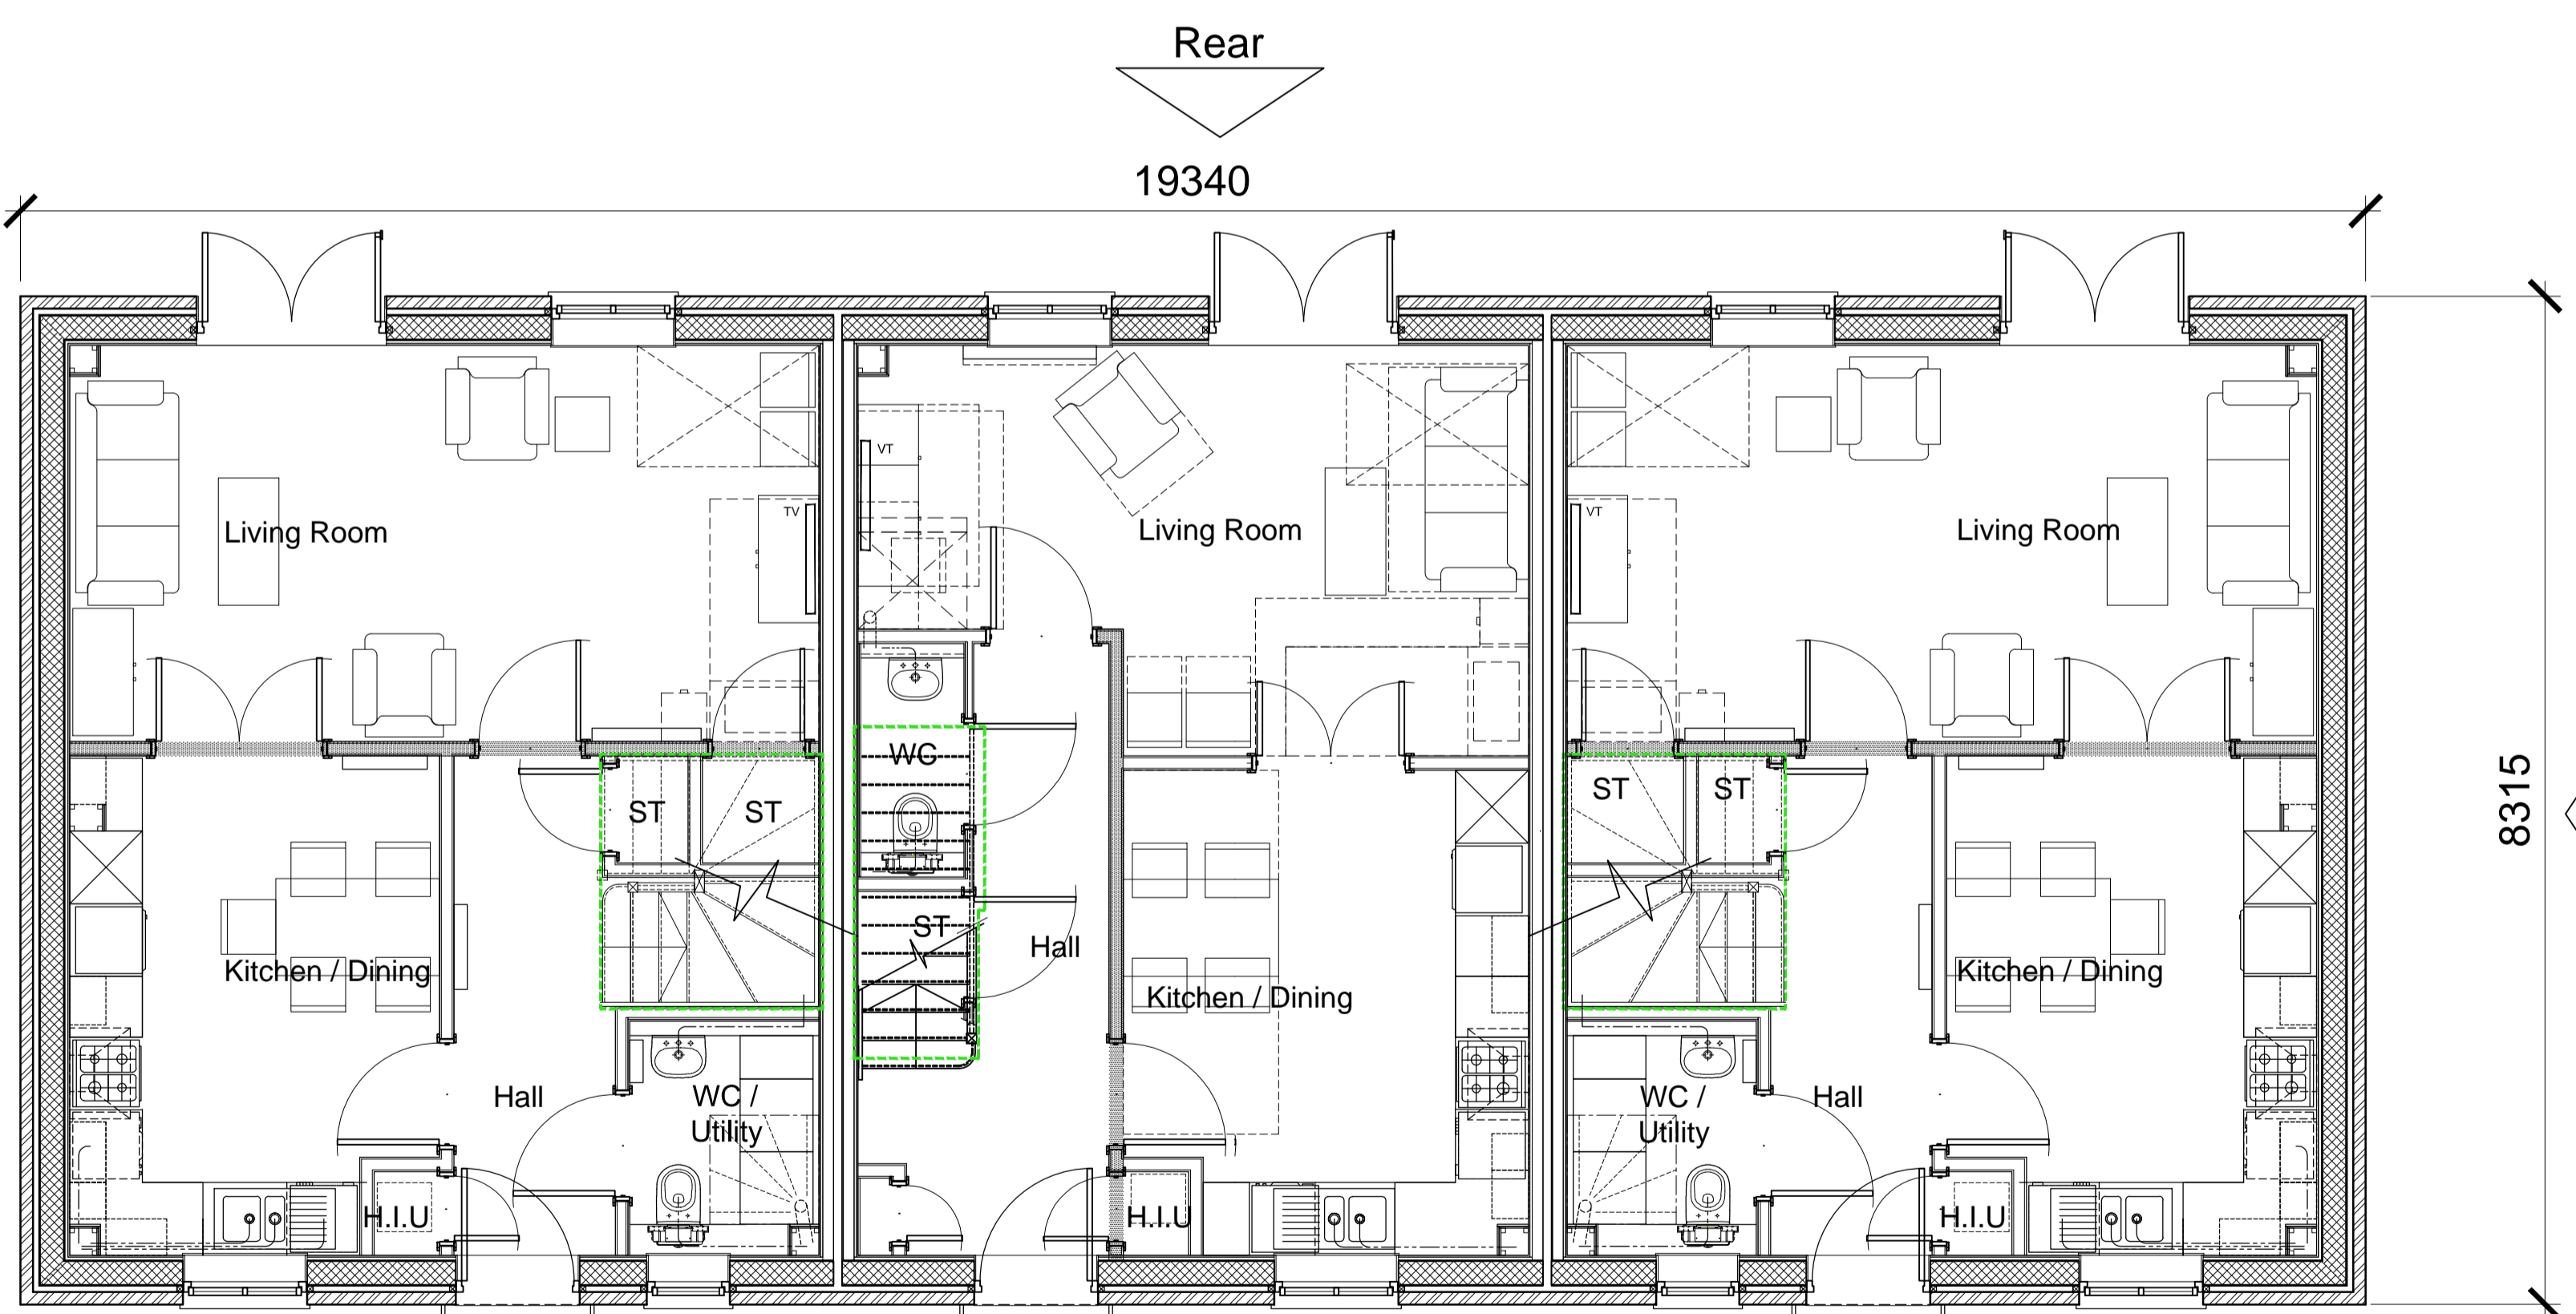 Rear
19340
8315
VT
TV
VT
Living Room
Living Room
Living Room
WC
ST
ST
ST
ST
ST
Hall
Kitchen / Dining
Kitchen / Dining
Kitchen / Dining
Hall
WC /
Utility
WC /
Utility
Hall
H.I.U
H.I.U
H.I.U